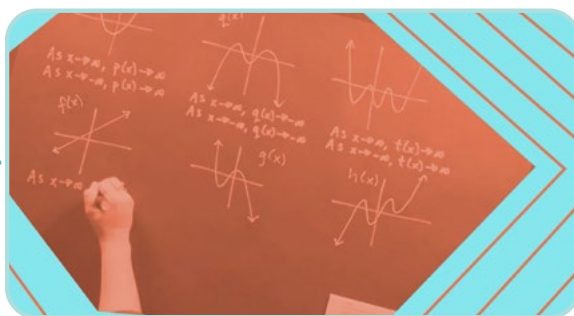 q(x)
As x→∞, p(x)→∞
As x→-∞, p(x)→∞
As x→∞, q(x)→-∞
As x→-∞, q(x)→-∞
As x→∞, t(x)→∞
As x→-∞, t(x)→∞
f(x)
g(x)
h(x)
As x→∞